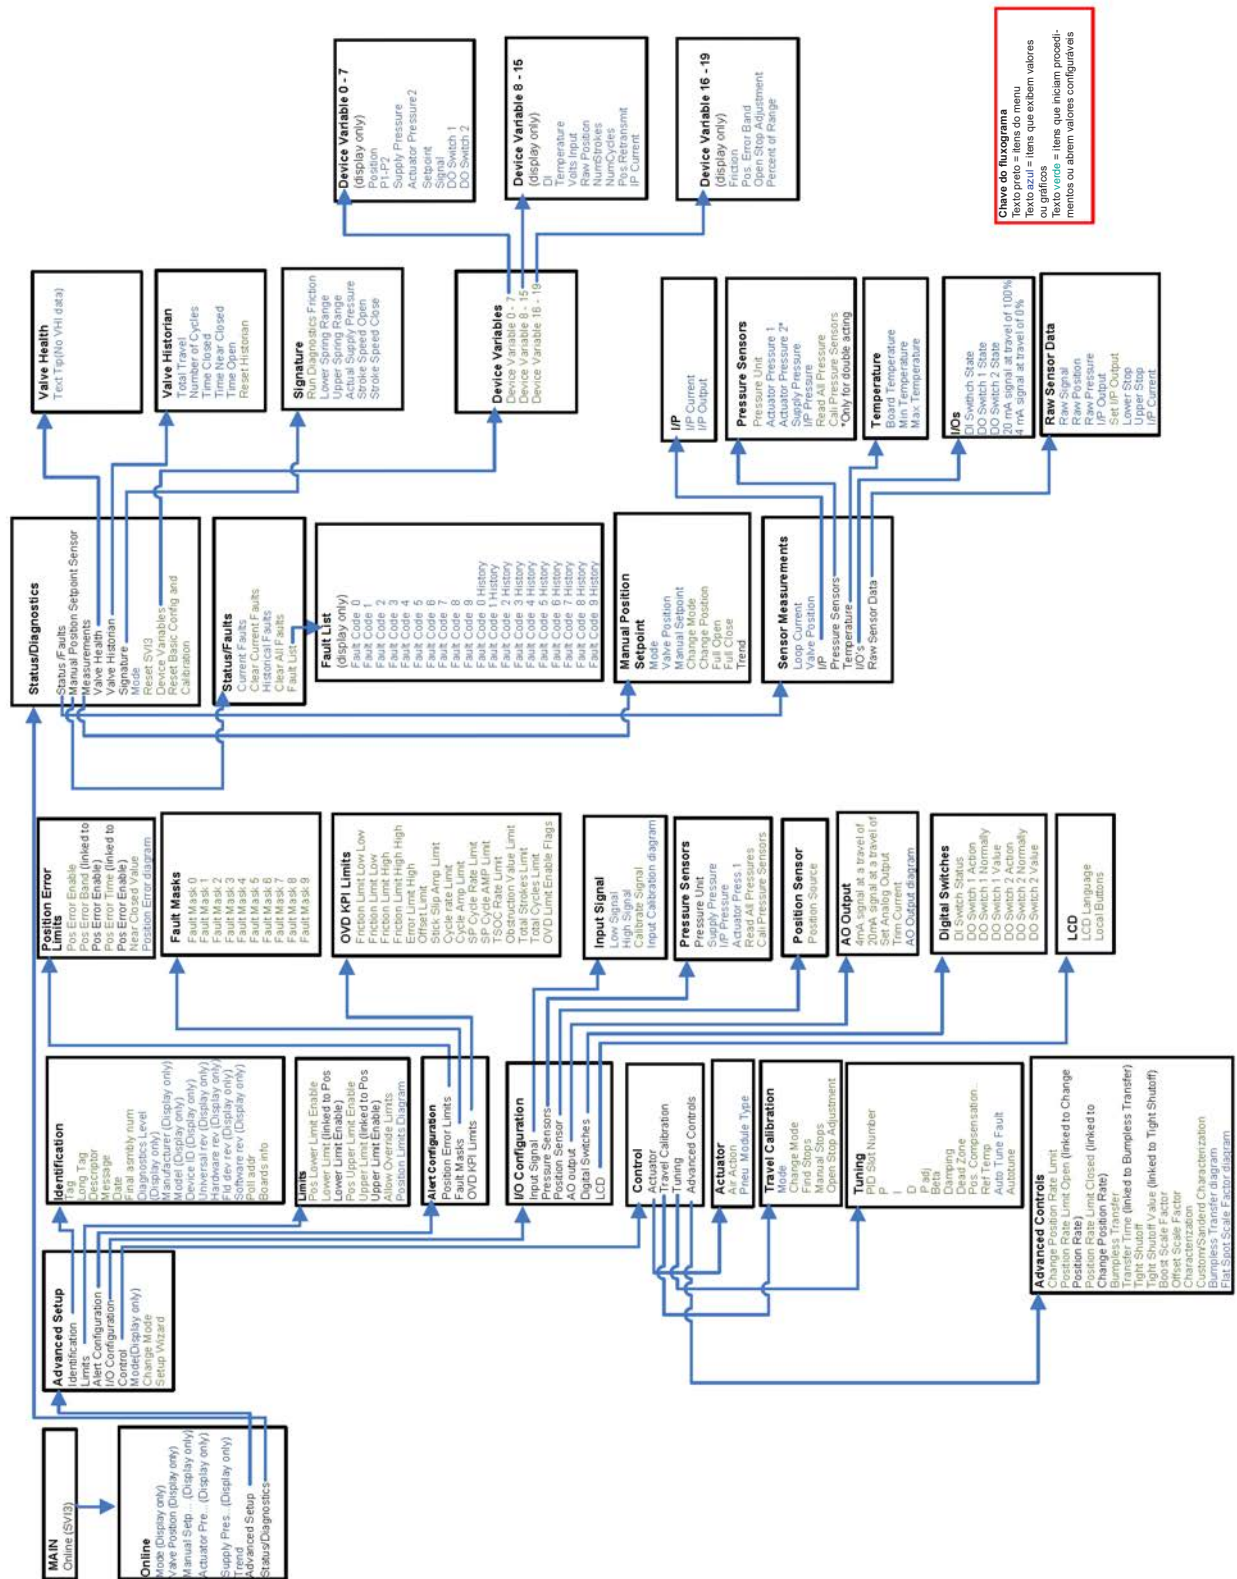 MAIN
Online (SVI3)
Online
Mode (Display only)
Valve Position (Display only)
Manual Setp... (Display only)
Actuator Pre... (Display only)
Supply Pres...(Display only)
Trend
Advanced Setup
Status/Diagnostics
Advanced Setup
Identification
Limits
Alert Configuration
I/O Configuration
Control
Mode(Display only)
Change Mode
Setup Wizard
Identification
Tag
Long Tag
Descriptor
Message
Date
Final asmbly num
Diagnostics Level
(Display only)
Manufacturer (Display only)
Model (Display only)
Device ID (Display only)
Unversal rev (Display only)
Hardware rev (Display only)
Fld dev rev (Display only)
Software rev (Display only)
Poll addr
Boards info
Limits
Pos Lower Limit Enable
Lower Limit (linked to Pos
Lower Limit Enable)
Pos Upper Limit Enable
Upper Limit (linked to Pos
Upper Limit Enable)
Allow Override Limits
Position Limits Diagram
Alert Configuration
Position Error Limits
Fault Masks
OVD KPI Limits
I/O Configuration
Input Signal
Pressure Sensors
Position Sensor
AO output
Digital Switches
LCD
Control
Actuator
Travel Calibration
Tuning
Advanced Controls
Actuator
Air Action
Pneu. Module Type
Travel Calibration
Mode
Change Mode
Find Stops
Manual Stops
Open Stop Adjustment
Tuning
PID Slot Number
P
I
D
Padj
Beta
Damping
Dead Zone
Pos. Compensation..
Ref Temp
Auto Tune Fault
Autotune
Advanced Controls
Change Position Rate Limit
Position Rate Limit Open (linked to Change
Position Rate)
Position Rate Limit Closed (linked to
Change Position Rate)
Bumpless Transfer
Transfer Time (linked to Bumpless Transfer)
Tight Shutoff
Tight Shutoff Value (linked to Tight Shutoff)
Boost Scale Factor
Offset Scale Factor
Characterization
Custom/Sanderd Characterization
Bumpless Transfer diagram
Flat Spot Scale Factor diagram
Position Error
Limits
Pos Error Enable
Pos Error Band (linked to
Pos Error Enable)
Pos Error Time (linked to
Pos Error Enable)
Near Closed Value
Position Error diagram
Fault Masks
Fault Mask 0
Fault Mask 1
Fault Mask 2
Fault Mask 3
Fault Mask 4
Fault Mask 5
Fault Mask 6
Fault Mask 7
Fault Mask 8
Fault Mask 9
OVD KPI Limits
Friction Limit Low Low
Friction Limit Low
Friction Limit High
Friction Limit High High
Error Limit High
Offset Limit
Stick Slip Amp Limit
Cycle rate Limit
Cycle Amp Limit
SP Cycle Rate Limit
SP Cycle AMP Limit
TSOC Rate Limit
Obstruction Value Limit
Total Strokes Limit
Total Cycles Limit
OVD Limit Enable Flags
Input Signal
Low Signal
High Signal
Calibrate Signal
Input Calibration diagram
Pressure Sensors
Pressure Unit
Supply Pressure
I/P Pressure
Actuator Press. 1
Read All Pressures
Cali Pressure Sensors
Position Sensor
Position Source
AO Output
4mA signal at a travel of
20mA signal at a travel of
Set Analog Output
Trim Current
AO Output diagram
Digital Switches
DI Switch Status
DO Switch 1 Action
DO Switch 1 Normally
DO Switch 1 Value
DO Switch 2 Action
DO Switch 2 Normally
DO Switch 2 Value
LCD
LCD Language
Local Buttons
Status/Diagnostics
Status /Faults
Manual Position Setpoint Sensor
Measurements
Valve Health
Valve Historian
Signature
Mode
Reset SVI3
Device Variables
Reset Basic Config and
Calibration
Status/Faults
Current Faults
Clear Current Faults
Historical Faults
Clear All Faults
Fault List
Fault List
(display only)
Fault Code 0
Fault Code 1
Fault Code 2
Fault Code 3
Fault Code 4
Fault Code 5
Fault Code 6
Fault Code 7
Fault Code 8
Fault Code 9
Fault Code 0 History
Fault Code 1 History
Fault Code 2 History
Fault Code 3 History
Fault Code 4 History
Fault Code 5 History
Fault Code 6 History
Fault Code 7 History
Fault Code 8 History
Fault Code 9 History
Manual Position
Setpoint
Mode
Valve Position
Manual Setpoint
Change Mode
Change Position
Full Open
Full Close
Trend
Sensor Measurements
Loop Current
Valve Position
I/P
Pressure Sensors
Temperature
I/O's
Raw Sensor Data
Valve Health
Text Tip(No VHI data)
Valve Historian
Total Travel
Number of Cycles
Time Closed
Time Near Closed
Time Open
Reset Historian
Signature
Run Diagnostics Friction
Lower Spring Range
Upper Spring Range
Actual Supply Pressure
Stroke Speed Open
Stroke Speed Close
Device Variables
Device Variable 0 - 7
Device Variable 8 - 15
Device Variable 16 - 19
I/P
I/P Current
I/P Output
Pressure Sensors
Pressure Unit
Actuator Pressure 1
Actuator Pressure 2*
Supply Pressure
I/P Pressure
Read All Pressure
Cali Pressure Sensors
*Only for double acting
Temperature
Board Temperature
Min Temperature
Max Temperature
I/Os
DI Swithch State
DO Switch 1 State
DO Switch 2 State
20 mA signal at travel of 100%
4 mA signal at travel of 0%
Raw Sensor Data
Raw Signal
Raw Position
Raw Pressure
I/P Output
Set I/P Output
Lower Stop
Upper Stop
I/P Current
Device Variable 0 - 7
(display only)
Position
P1-P2
Supply Pressure
Actuator Pressure2
Setpoint
Signal
DO Switch 1
DO Switch 2
Device Variable 8 - 15
(display only)
DI
Temperature
Volts Input
Raw Position
NumStrokes
NumCycles
Pos Retransmit
IP Current
Device Variable 16 - 19
(display only)
Friction
Pos. Error Band
Open Stop Adjustment
Percent of Range
Chave do fluxograma
Texto preto = itens do menu
Texto azul = itens que exibem valores
ou gráficos
Texto verde = itens que iniciam procedi-
mentos ou abrem valores configuráveis